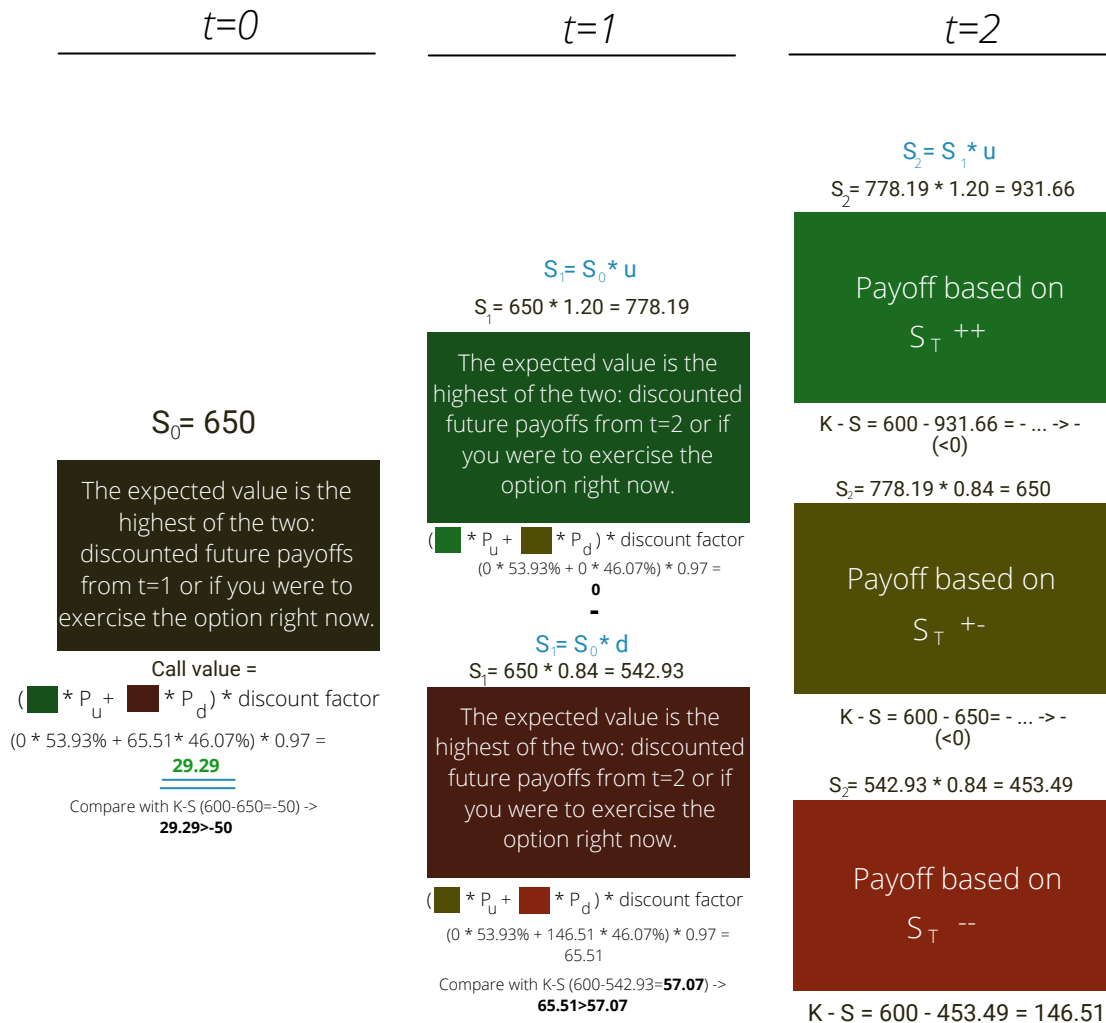 t=0
S0= 650
The expected value is the
highest of the two:
discounted future payoffs
from t=1 or if you were to
exercise the option right now.
Call value =
( * Pu + * Pd ) * discount factor
(0 * 53.93% + 65.51* 46.07%) * 0.97 =
29.29
Compare with K-S (600-650=-50) ->
29.29>-50
t=1
S1= S0* u
S1= 650 * 1.20 = 778.19
The expected value is the
highest of the two: discounted
future payoffs from t=2 or if
you were to exercise the
option right now.
( * Pu + * Pd ) * discount factor
(0 * 53.93% + 0 * 46.07%) * 0.97 =
0
-
S1= S0* d
S1= 650 * 0.84 = 542.93
The expected value is the
highest of the two: discounted
future payoffs from t=2 or if
you were to exercise the
option right now.
( * Pu + * Pd ) * discount factor
(0 * 53.93% + 146.51 * 46.07%) * 0.97 =
65.51
Compare with K-S (600-542.93=57.07) ->
65.51>57.07
t=2
S2= S1* u
S2= 778.19 * 1.20 = 931.66
Payoff based on
ST ++
K - S = 600 - 931.66 = - ... -> -
(<0)
S2= 778.19 * 0.84 = 650
Payoff based on
ST +-
K - S = 600 - 650= - ... -> -
(<0)
S2= 542.93 * 0.84 = 453.49
Payoff based on
ST --
K - S = 600 - 453.49 = 146.51